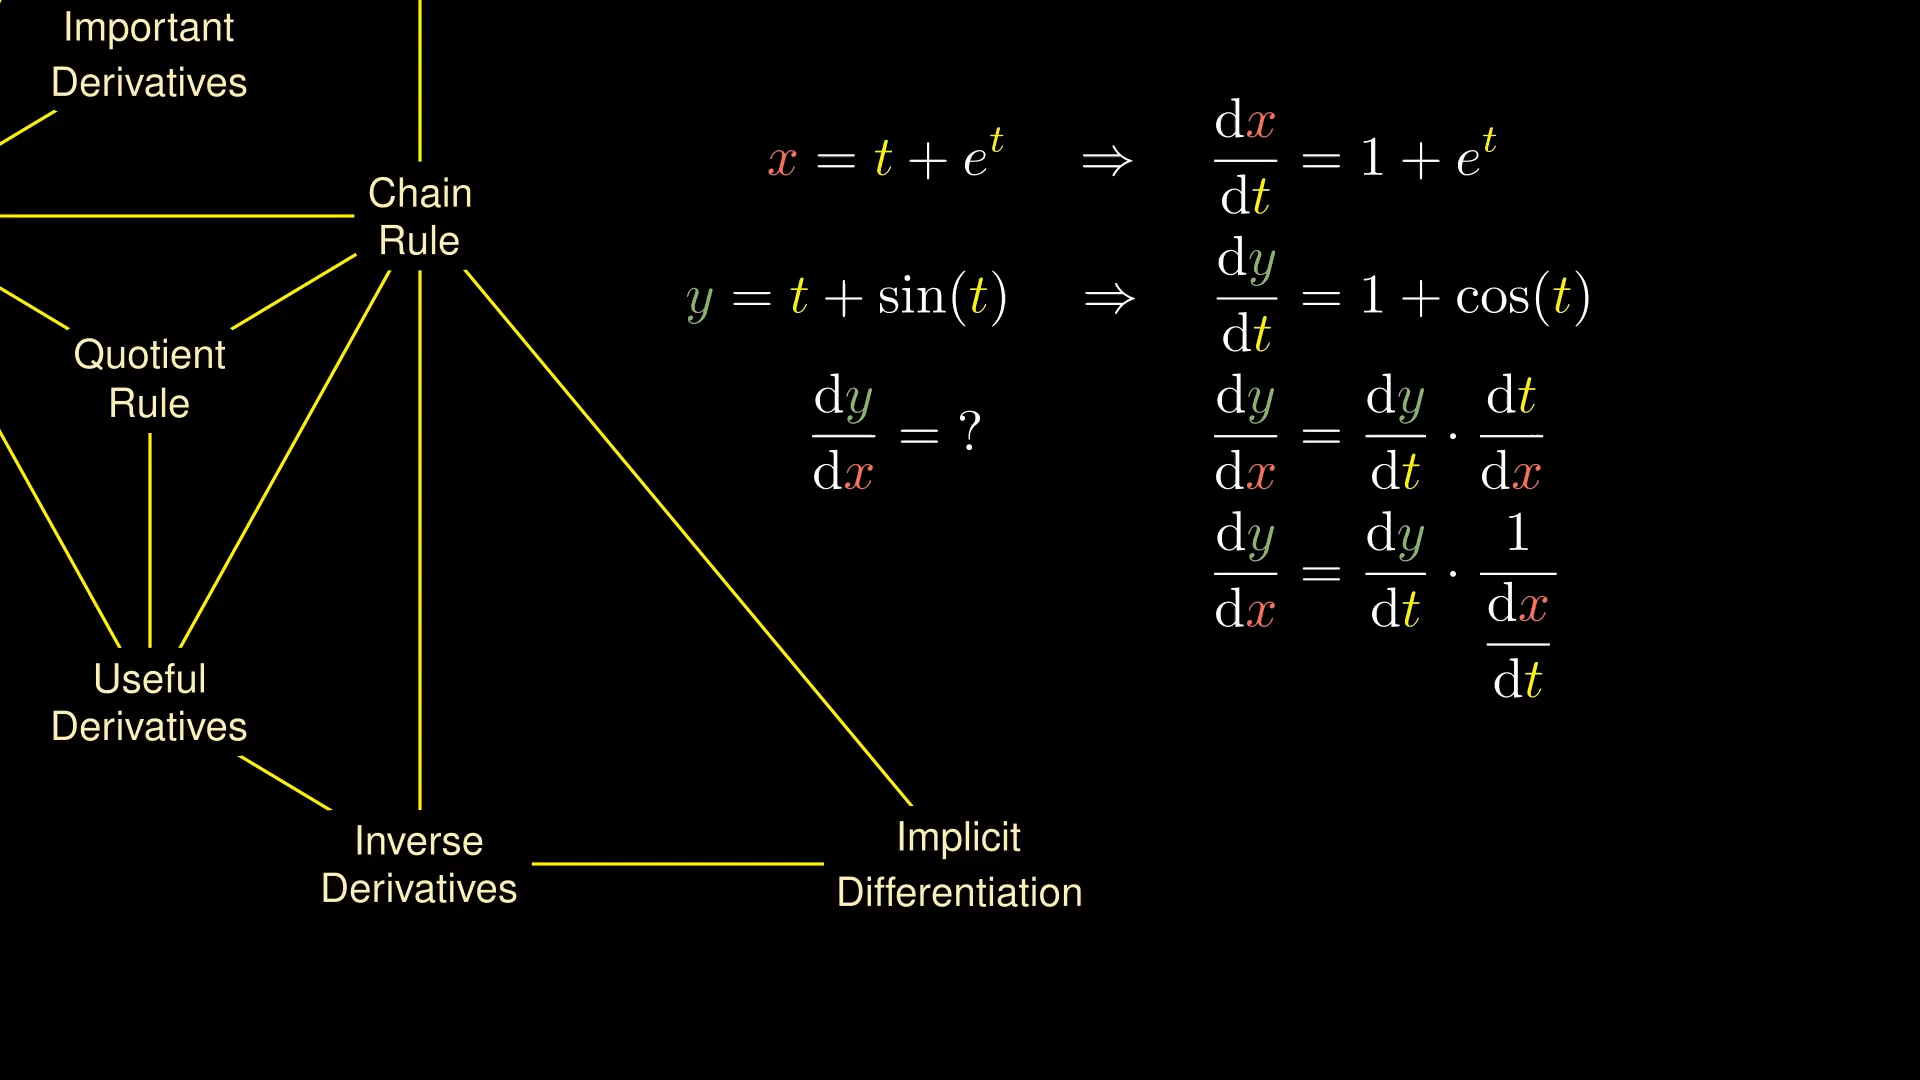 Important
Derivatives
Chain
Rule
Quotient
Rule
Useful
Derivatives
Inverse
Derivatives
Implicit
Differentiation
x = t + e^t ⇒ dx/dt = 1 + e^t
y = t + sin(t) ⇒ dy/dt = 1 + cos(t)
dy/dx = ? dy/dx = dy/dt · dt/dx
dy/dx = dy/dt · 1/(dx/dt)